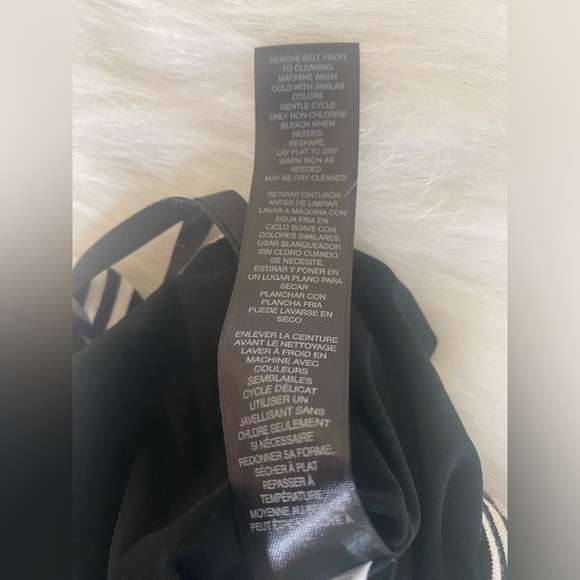 REMOVE BELT PRIOR
TO CLEANING
MACHINE WASH
COLD-WITH SIMILAR
COLORS
GENTLE CYCLE
ONLY NON-CHLORINE
BLEACH WHEN
NEEDED
RESHAPE,
LAY FLAT TO DRY
WARM IRON AS
NEEDED
MAY BE DRY CLEANED
RETIRAR CINTURÓN
ANTES DE LIMPIAR
LAVAR A MÁQUINA CON
AGUA FRIA EN
CICLO SUAVE CON
COLORES SIMILARES.
USAR BLANQUEADOR
SIN CLORO CUANDO
SE NECESITE.
ESTIRAR Y PONER EN
UN LUGAR PLANO PARA
SECAR
PLANCHAR CON
PLANCHA FRIA
PUEDE LAVARSE EN
SECO
ENLEVER LA CEINTURE
AVANT LE NETTOYAGE
LAVER À FROID EN
MACHINE AVEC
COULEURS
SEMBLABLES
CYCLE DÉLICAT
UTILISER UN
JAVELLISANT SANS
CHLORE SEULEMENT
SI NÉCESSAIRE
REDONNER SA FORME,
SÉCHER À PLAT
REPASSER À
TEMPÉRATURE
MOYENNE AU
PEUT